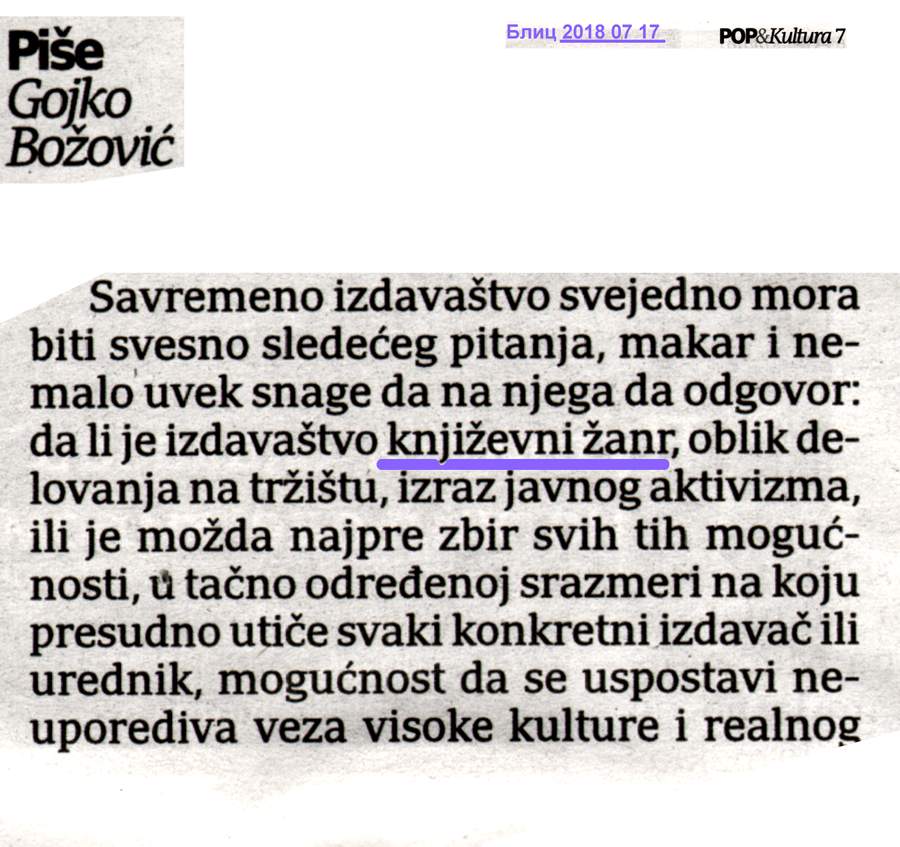 Piše
Gojko
Božović
Блиц 2018 07 17
POP&Kultura 7
Savremeno izdavaštvo svejedno mora
biti svesno sledećeg pitanja, makar i ne-
malo uvek snage da na njega da odgovor:
da li je izdavaštvo književni žanr, oblik de-
lovanja na tržištu, izraz javnog aktivizma,
ili je možda najpre zbir svih tih moguć-
nosti, u tačno određenoj srazmeri na koju
presudno utiče svaki konkretni izdavač ili
urednik, mogućnost da se uspostavi ne-
uporediva veza visoke kulture i realnog